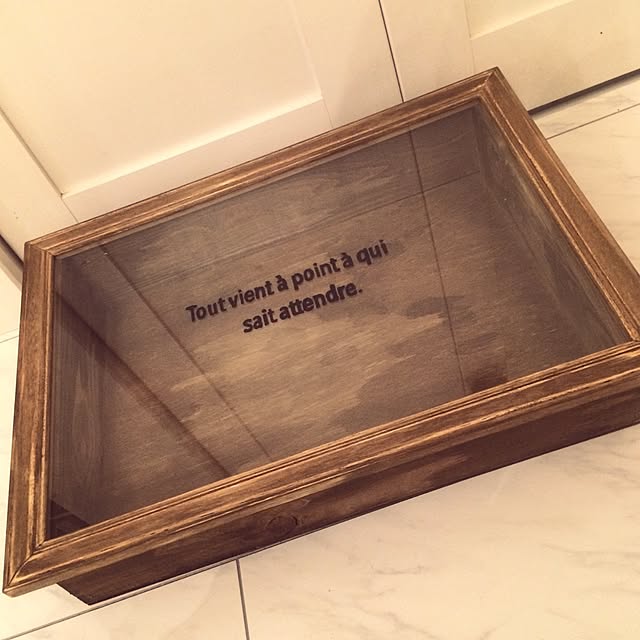 Tout vient à point à qui
sait attendre.